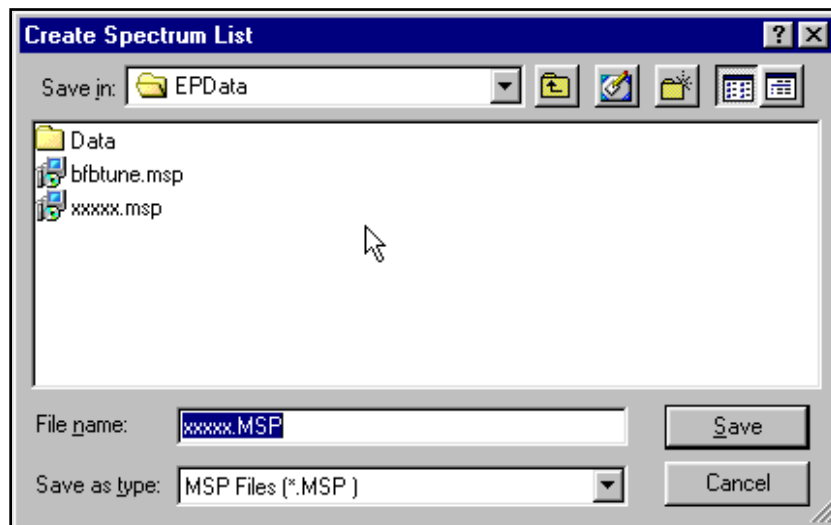 Create Spectrum List
Save in: EPData
Data
bfbtune.msp
xxxxx.msp
File name: xxxxx.MSP Save
Save as type: MSP Files (*.MSP ) Cancel